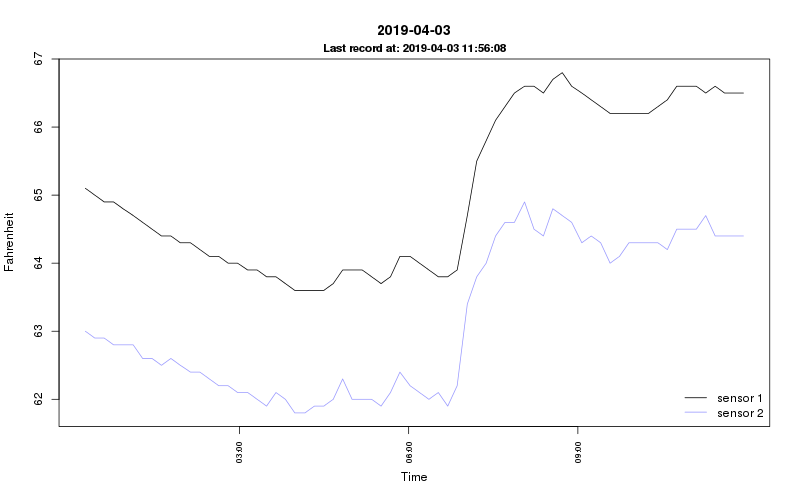 2019-04-03
Last record at: 2019-04-03 11:56:08
Fahrenheit
67
66
65
64
63
62
sensor 1
sensor 2
03:00
06:00
09:00
Time